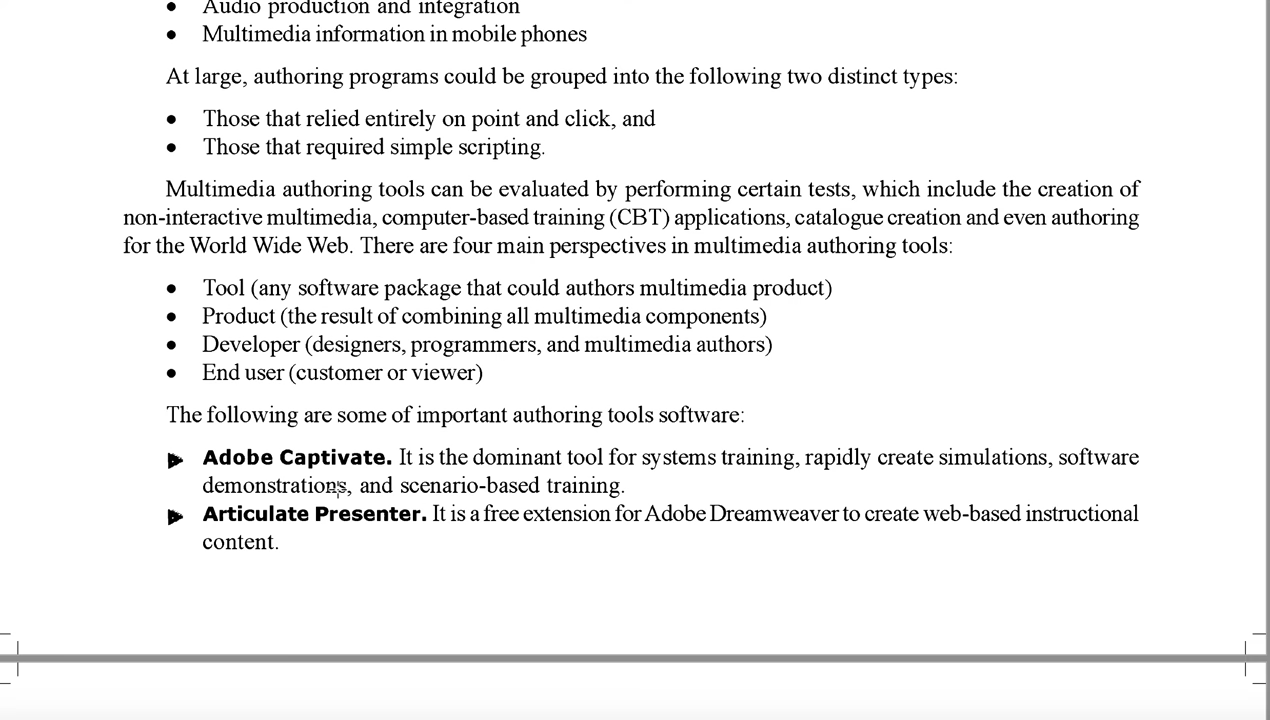 • Audio production and integration
• Multimedia information in mobile phones
At large, authoring programs could be grouped into the following two distinct types:
• Those that relied entirely on point and click, and
• Those that required simple scripting.
Multimedia authoring tools can be evaluated by performing certain tests, which include the creation of
non-interactive multimedia, computer-based training (CBT) applications, catalogue creation and even authoring
for the World Wide Web. There are four main perspectives in multimedia authoring tools:
• Tool (any software package that could authors multimedia product)
• Product (the result of combining all multimedia components)
• Developer (designers, programmers, and multimedia authors)
• End user (customer or viewer)
The following are some of important authoring tools software:
Adobe Captivate. It is the dominant tool for systems training, rapidly create simulations, software
demonstrations, and scenario-based training.
Articulate Presenter. It is a free extension for Adobe Dreamweaver to create web-based instructional
content.